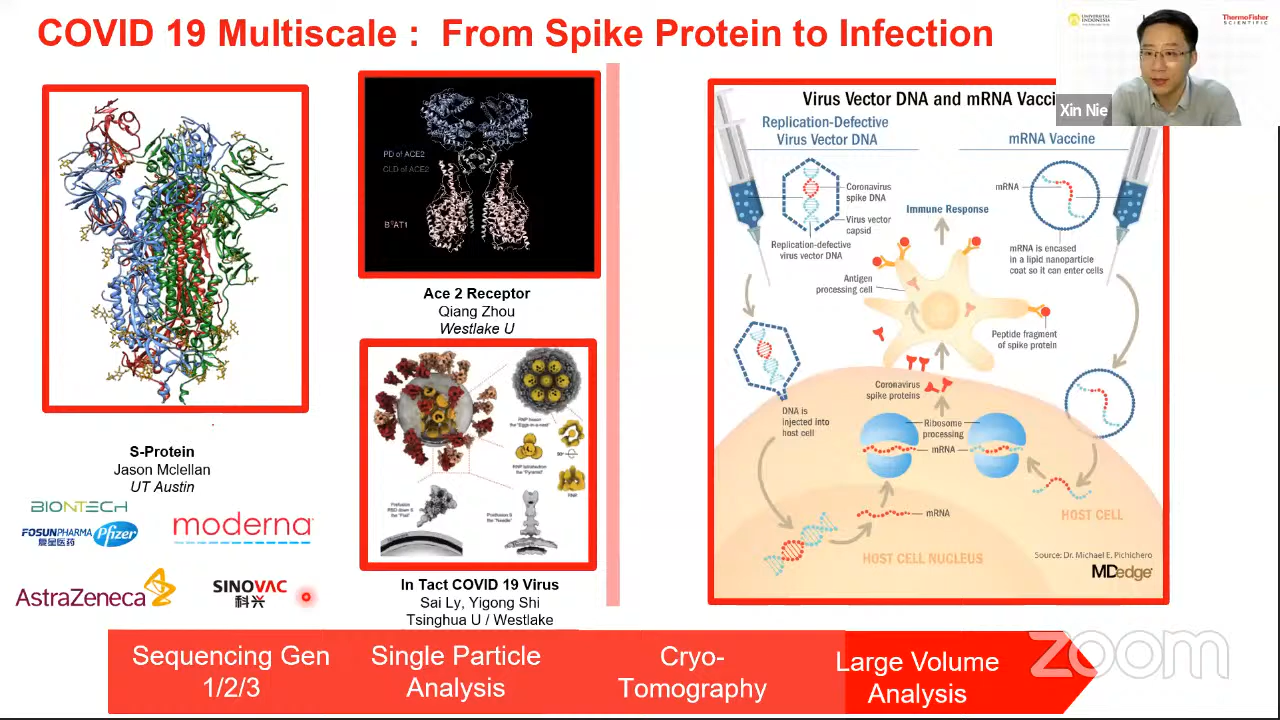 COVID 19 Multiscale : From Spike Protein to Infection
UNIVERSITAS
INDONESIA
ThermoFisher
SCIENTIFIC
Xin Nie
S-Protein
Jason Mclellan
UT Austin
BIONTECH
FOSUNPHARMA
复星医药
Pfizer
moderna
AstraZeneca
SINOVAC
科兴
PD of ACE2
CLD of ACE2
B⁰AT1
Ace 2 Receptor
Qiang Zhou
Westlake U
RNP
In Tact COVID 19 Virus
Sai Ly, Yigong Shi
Tsinghua U / Westlake
Virus Vector DNA and mRNA
Replication-Defective
Virus Vector DNA
mRNA Vaccine
Coronavirus
spike DNA
Virus vector
capsid
Replication-defective
virus vector DNA
Immune Response
mRNA
mRNA is encased
in a lipid nanoparticle
coat so it can enter cells
Antigen
processing cell
Peptide fragment
of spike protein
Coronavirus
spike proteins
DNA is
injected into
host cell
Ribosome
processing
mRNA
mRNA
HOST CELL
HOST CELL NUCLEUS
Source: Dr. Michael E. Pichichero
MDedge
Sequencing Gen
1/2/3
Single Particle
Analysis
Cryo-
Tomography
Large Volume
Analysis
zoom